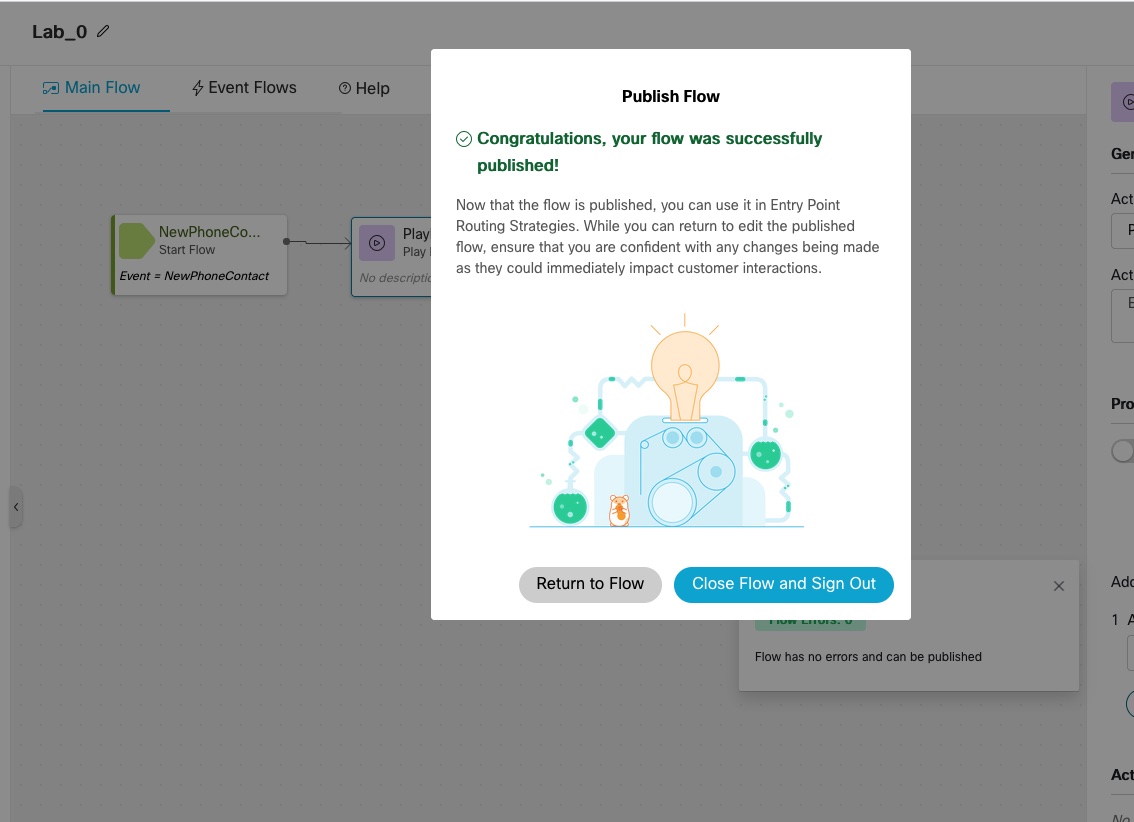 Lab_0
Main Flow
Event Flows
Help
Publish Flow
Congratulations, your flow was successfully
published!
Now that the flow is published, you can use it in Entry Point
Routing Strategies. While you can return to edit the published
flow, ensure that you are confident with any changes being made
as they could immediately impact customer interactions.
NewPhoneCo...
Start Flow
Event = NewPhoneContact
Play
Play
No descriptio
Return to Flow
Close Flow and Sign Out
Flow Errors: 0
Flow has no errors and can be published
Ger
Act
Act
E
Pro
Add
1 A
Act
No